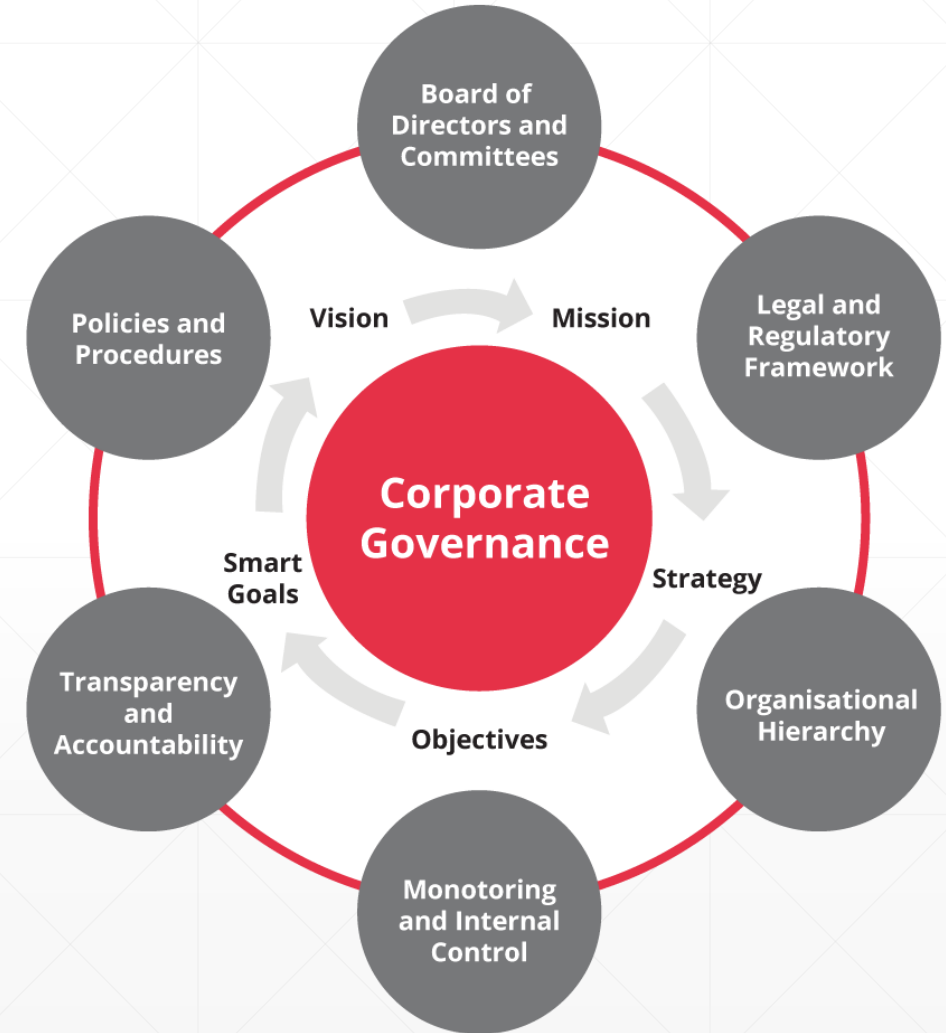 Board of
Directors and
Committees
Legal and
Regulatory
Framework
Policies and
Procedures
Vision
Mission
Corporate
Governance
Smart
Goals
Strategy
Transparency
and
Accountability
Organisational
Hierarchy
Objectives
Monotoring
and Internal
Control